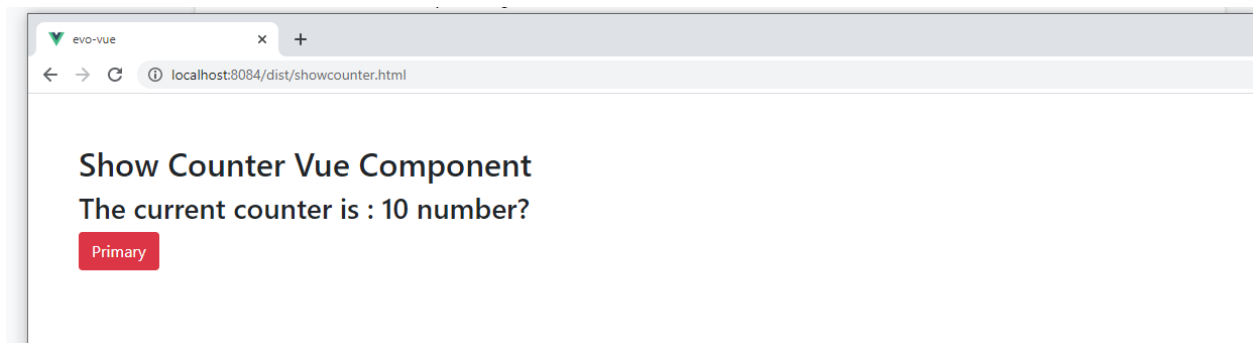 evo-vue
localhost:8084/dist/showcounter.html
Show Counter Vue Component
The current counter is : 10 number?
Primary